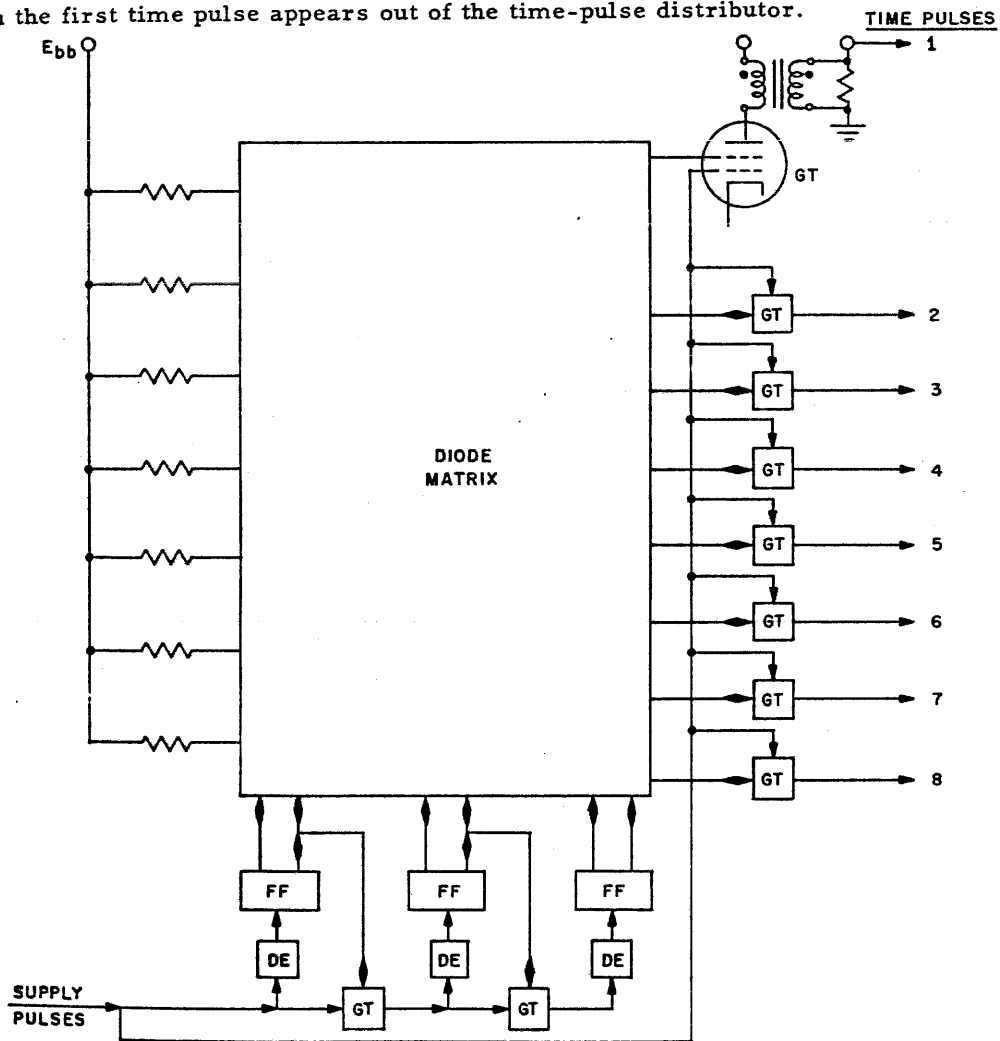 the first time pulse appears out of the time-pulse distributor.
TIME PULSES
Ebb
1
GT
GT
2
GT
3
GT
4
DIODE
MATRIX
GT
5
GT
6
GT
7
GT
8
FF
FF
FF
DE
DE
DE
SUPPLY
PULSES
GT
GT